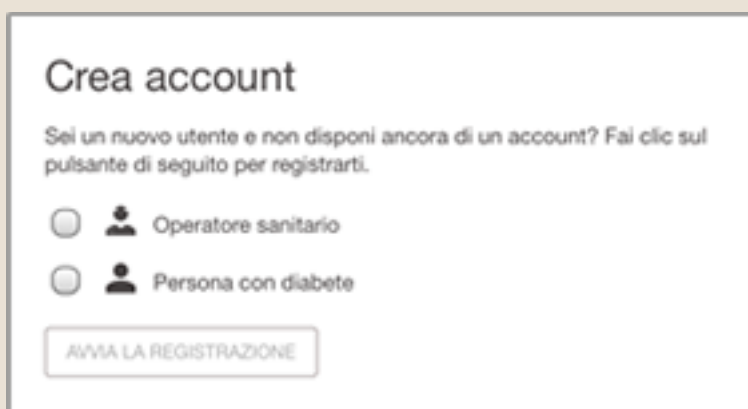 Crea account
Sei un nuovo utente e non disponi ancora di un account? Fai clic sul
pulsante di seguito per registrarti.
Operatore sanitario
Persona con diabete
AVVIA LA REGISTRAZIONE